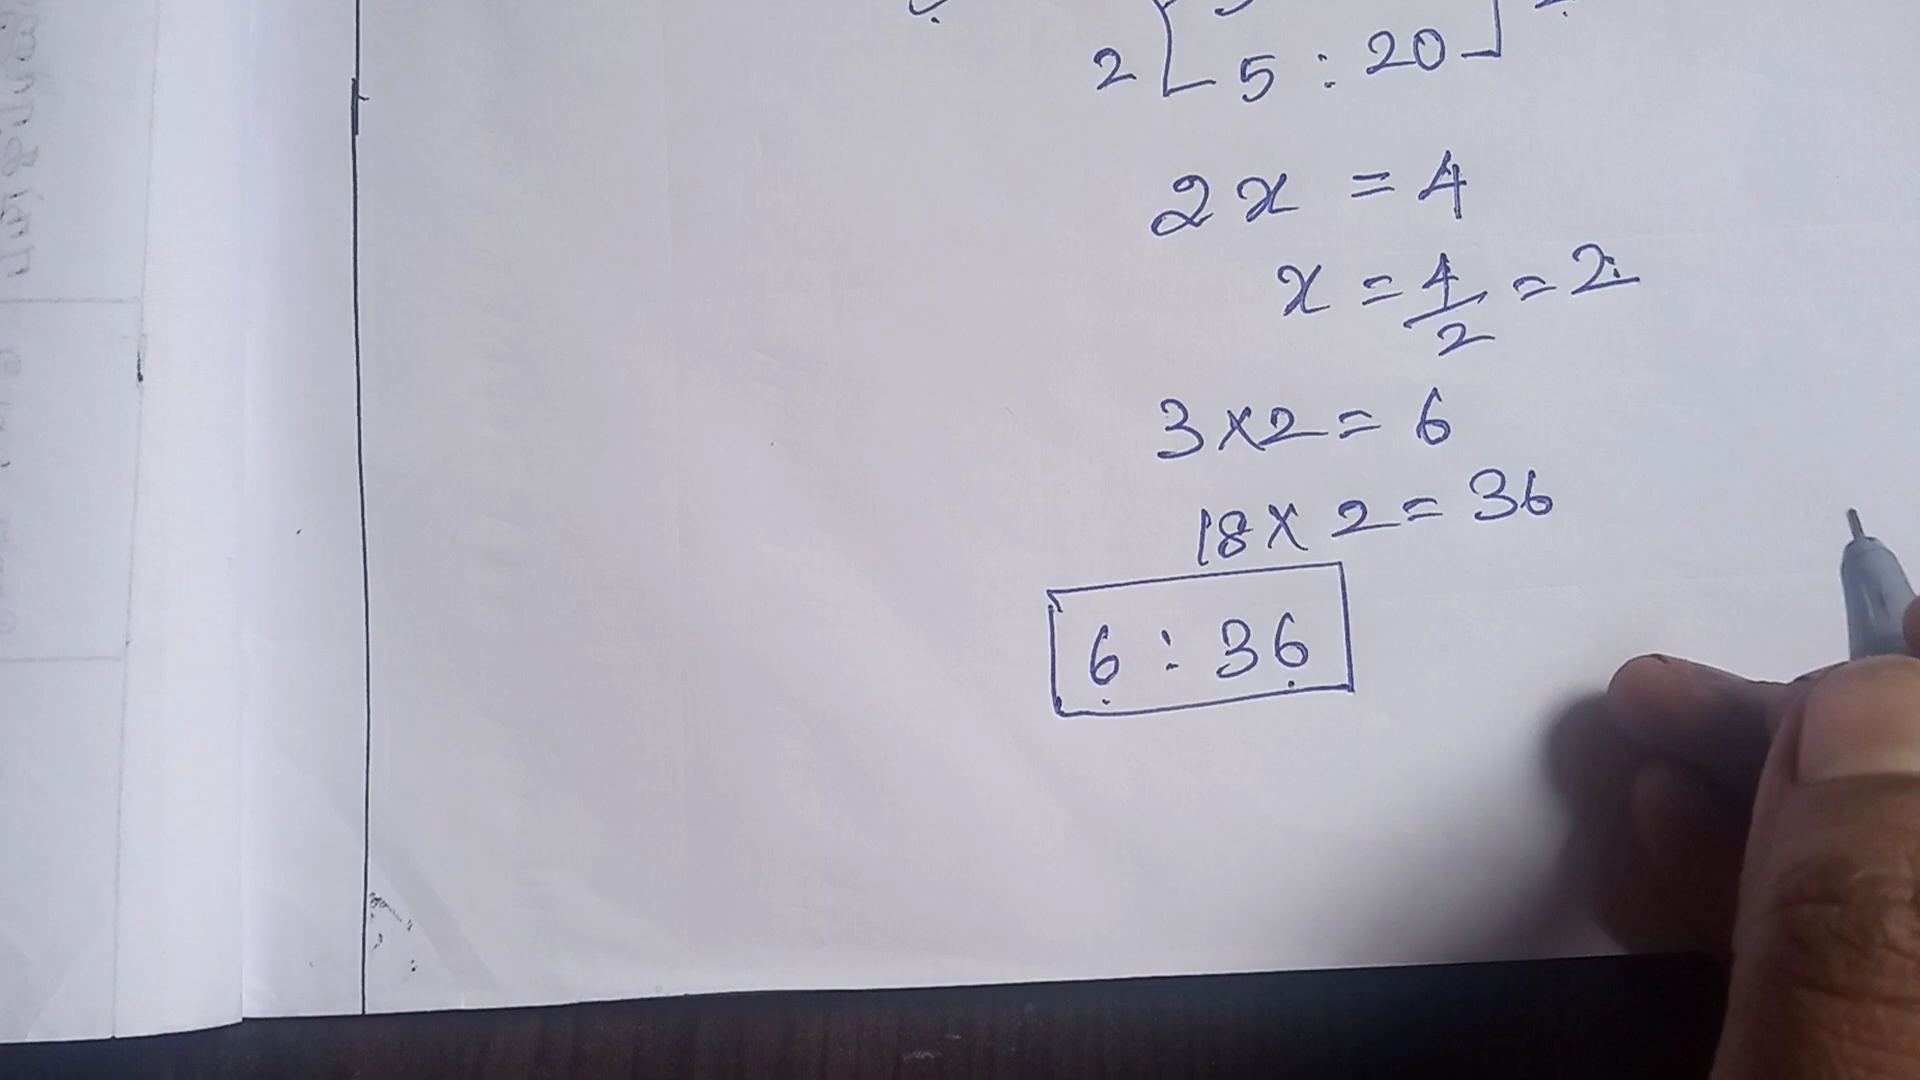 2 [ 5 : 20 ]
2x = 4
x = 4/2 = 2
3 x 2 = 6
18 x 2 = 36
6 : 36